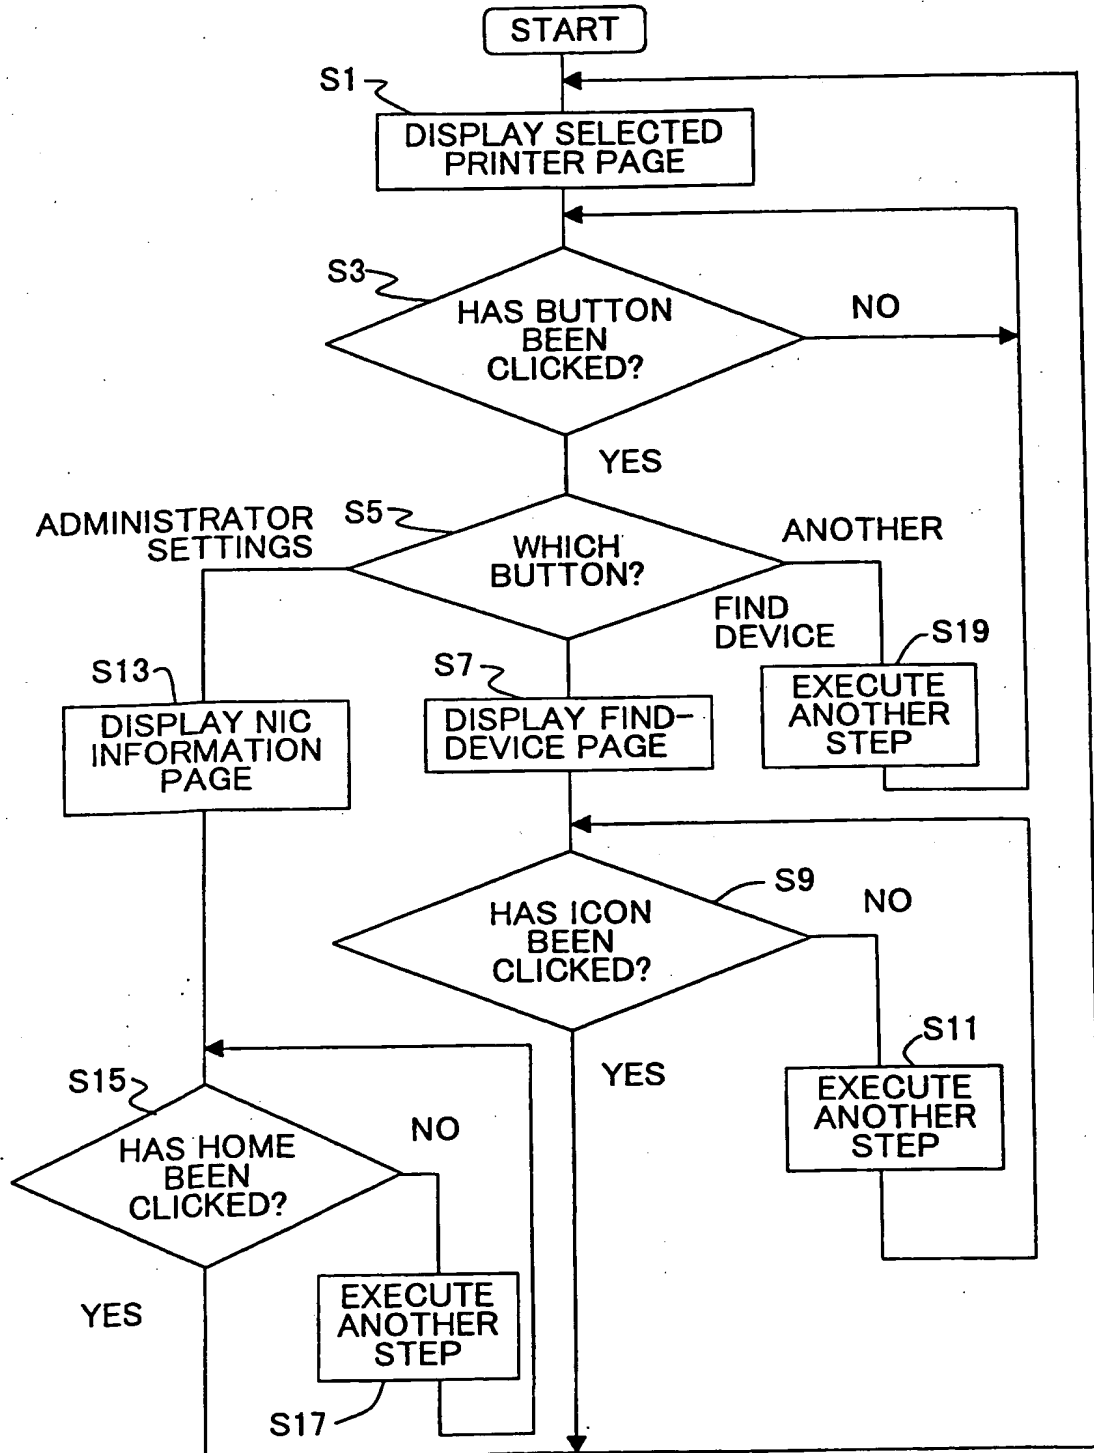 START
S1
DISPLAY SELECTED
PRINTER PAGE
S3
HAS BUTTON
BEEN
CLICKED?
NO
YES
S5
ADMINISTRATOR
SETTINGS
WHICH
BUTTON?
ANOTHER
FIND
DEVICE
S19
EXECUTE
ANOTHER
STEP
S13
DISPLAY NIC
INFORMATION
PAGE
S7
DISPLAY FIND-
DEVICE PAGE
S9
HAS ICON
BEEN
CLICKED?
NO
YES
S11
EXECUTE
ANOTHER
STEP
S15
HAS HOME
BEEN
CLICKED?
NO
YES
EXECUTE
ANOTHER
STEP
S17